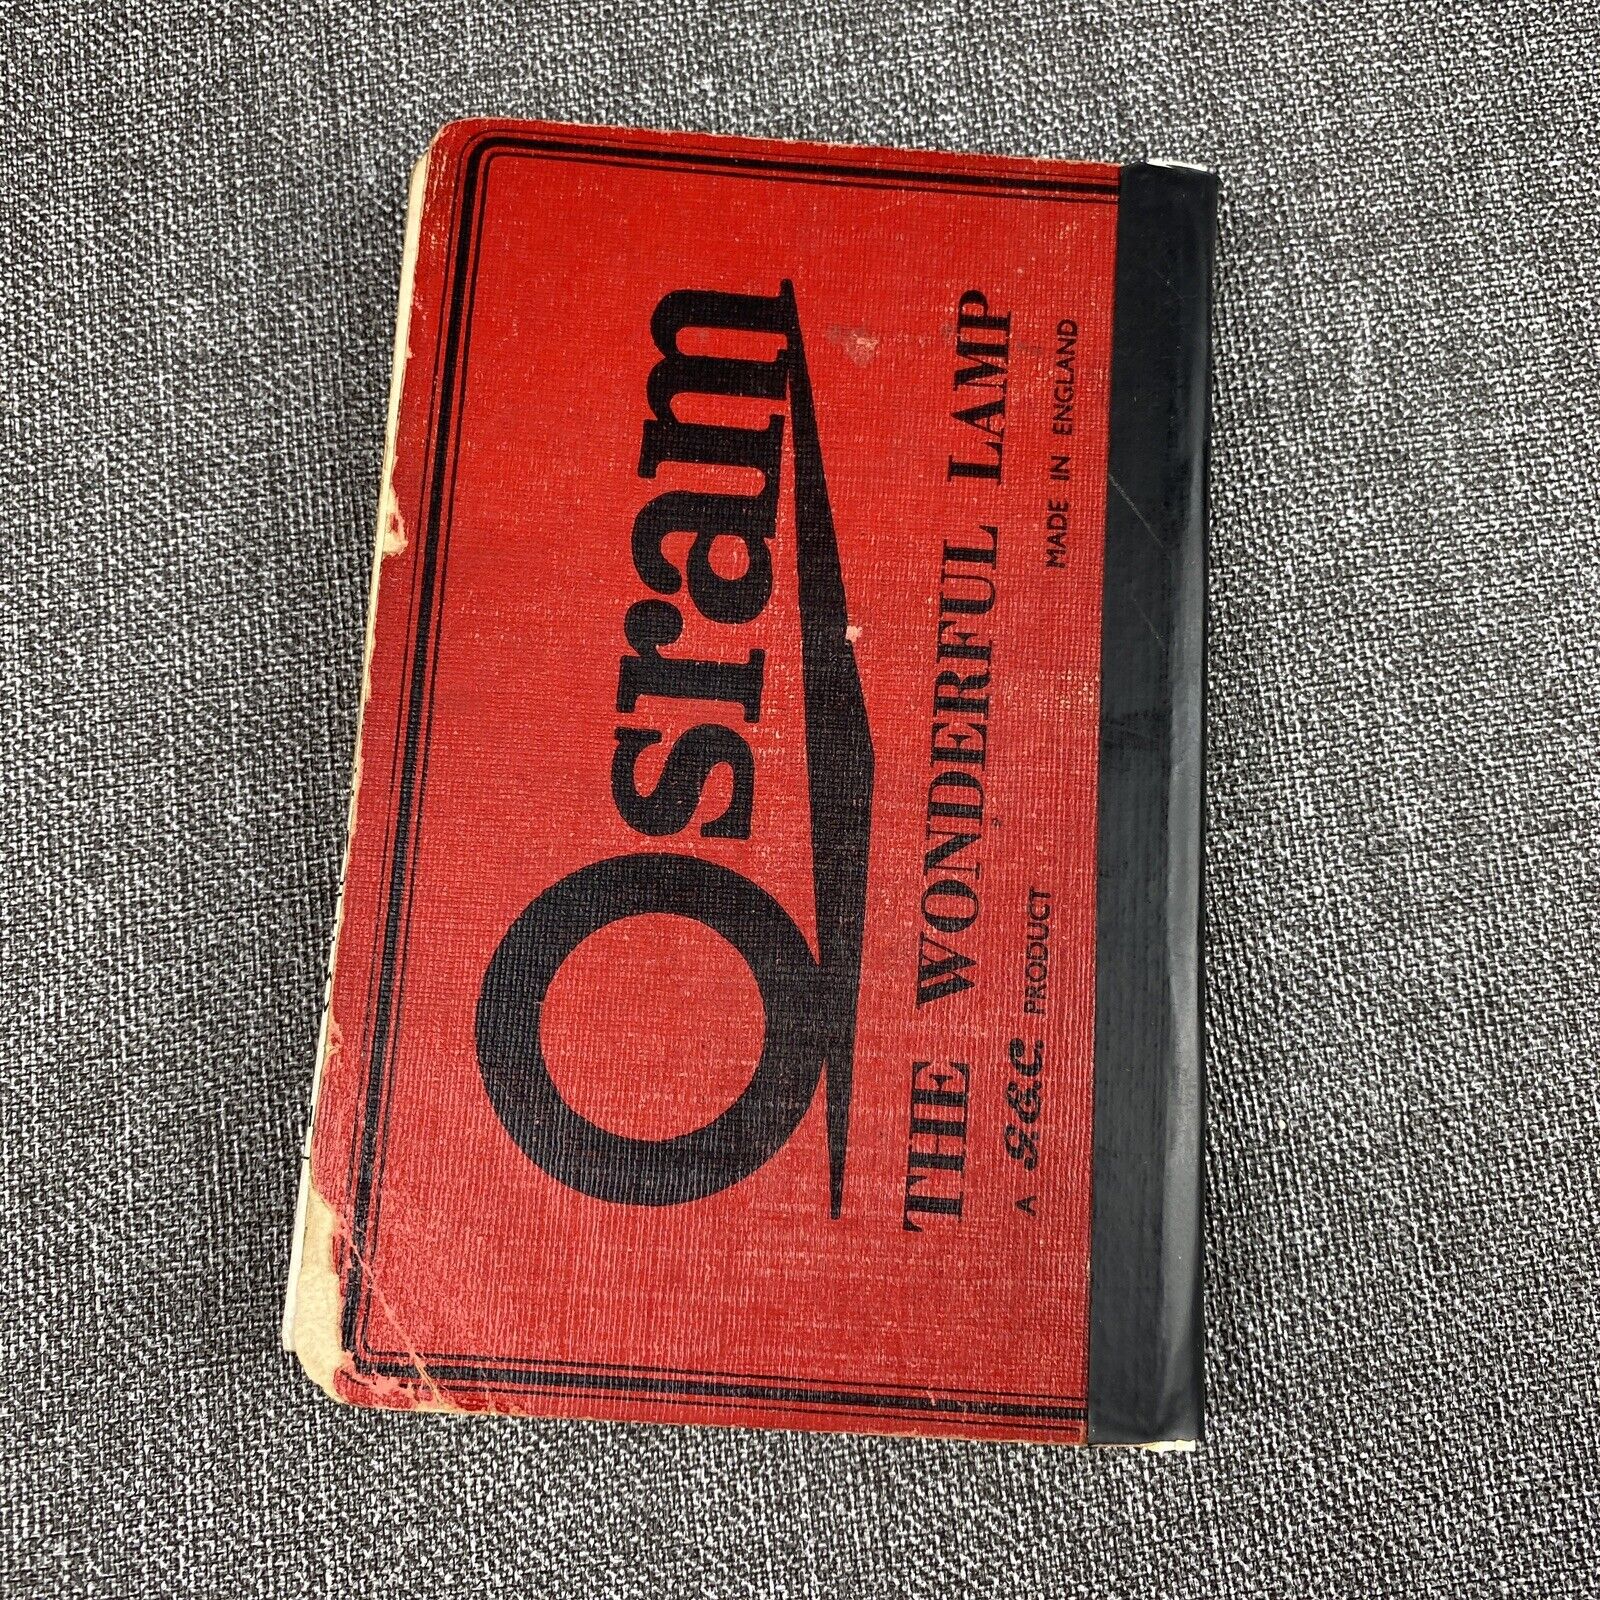 Osram
THE WONDERFUL LAMP
A G.E.C. PRODUCT MADE IN ENGLAND